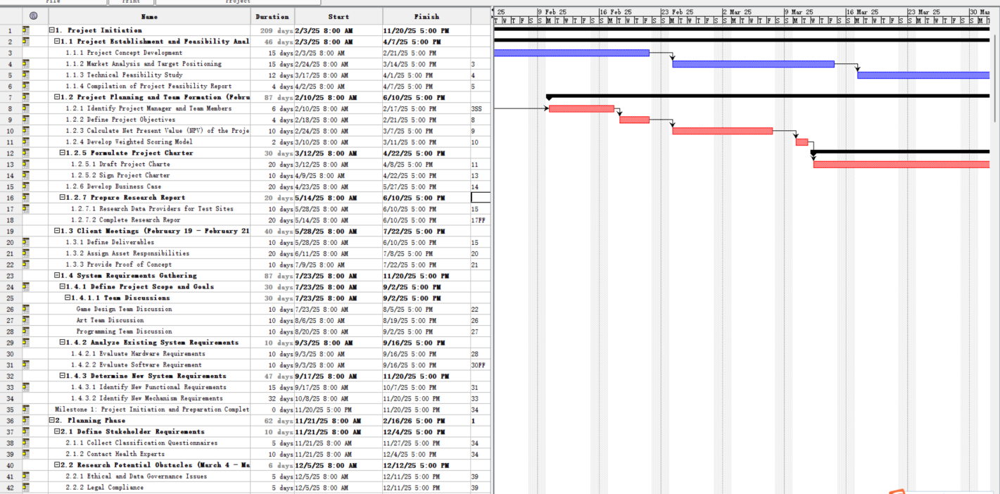 File Print Project
Name Duration Start Finish
1 1. Project Initiation 209 days 2/3/25 8:00 AM 11/20/25 5:00 PM
2 1.1 Project Establishment and Feasibility Anal 46 days 2/3/25 8:00 AM 4/7/25 5:00 PM
3 1.1.1 Project Concept Development 15 days 2/3/25 8:00 AM 2/21/25 5:00 PM
4 1.1.2 Market Analysis and Target Positioning 15 days 2/24/25 8:00 AM 3/14/25 5:00 PM 3
5 1.1.3 Technical Feasibility Study 12 days 3/17/25 8:00 AM 4/1/25 5:00 PM 4
6 1.1.4 Compilation of Project Feasibility Report 4 days 4/2/25 8:00 AM 4/7/25 5:00 PM 5
7 1.2 Project Planning and Team Formation (Febru 87 days 2/10/25 8:00 AM 6/10/25 5:00 PM
8 1.2.1 Identify Project Manager and Team Members 6 days 2/10/25 8:00 AM 2/17/25 5:00 PM 3SS
9 1.2.2 Define Project Objectives 4 days 2/18/25 8:00 AM 2/21/25 5:00 PM 8
10 1.2.3 Calculate Net Present Value (NPV) of the Proje 10 days 2/24/25 8:00 AM 3/7/25 5:00 PM 9
11 1.2.4 Develop Weighted Scoring Model 2 days 3/10/25 8:00 AM 3/11/25 5:00 PM 10
12 1.2.5 Formulate Project Charter 30 days 3/12/25 8:00 AM 4/22/25 5:00 PM
13 1.2.5.1 Draft Project Charte 20 days 3/12/25 8:00 AM 4/8/25 5:00 PM 11
14 1.2.5.2 Sign Project Charter 10 days 4/9/25 8:00 AM 4/22/25 5:00 PM 13
15 1.2.6 Develop Business Case 20 days 4/23/25 8:00 AM 5/27/25 5:00 PM 14
16 1.2.7 Prepare Research Report 20 days 5/14/25 8:00 AM 6/10/25 5:00 PM
17 1.2.7.1 Research Data Providers for Test Sites 10 days 5/28/25 8:00 AM 6/10/25 5:00 PM 15
18 1.2.7.2 Complete Research Repor 20 days 5/14/25 8:00 AM 6/10/25 5:00 PM 17FF
19 1.3 Client Meetings (February 19 - February 21 40 days 5/28/25 8:00 AM 7/22/25 5:00 PM
20 1.3.1 Define Deliverables 10 days 5/28/25 8:00 AM 6/10/25 5:00 PM 15
21 1.3.2 Assign Asset Responsibilities 20 days 6/11/25 8:00 AM 7/8/25 5:00 PM 20
22 1.3.3 Provide Proof of Concept 10 days 7/9/25 8:00 AM 7/22/25 5:00 PM 21
23 1.4 System Requirements Gathering 87 days 7/23/25 8:00 AM 11/20/25 5:00 PM
24 1.4.1 Define Project Scope and Goals 30 days 7/23/25 8:00 AM 9/2/25 5:00 PM
25 1.4.1.1 Team Discussions 30 days 7/23/25 8:00 AM 9/2/25 5:00 PM
26 Game Design Team Discussion 10 days 7/23/25 8:00 AM 8/5/25 5:00 PM 22
27 Art Team Discussion 10 days 8/6/25 8:00 AM 8/19/25 5:00 PM 26
28 Programming Team Discussion 10 days 8/20/25 8:00 AM 9/2/25 5:00 PM 27
29 1.4.2 Analyze Existing System Requirements 10 days 9/3/25 8:00 AM 9/16/25 5:00 PM
30 1.4.2.1 Evaluate Hardware Requirements 10 days 9/3/25 8:00 AM 9/16/25 5:00 PM 28
31 1.4.2.2 Evaluate Software Requirement 10 days 9/3/25 8:00 AM 9/16/25 5:00 PM 30FF
32 1.4.3 Determine New System Requirements 47 days 9/17/25 8:00 AM 11/20/25 5:00 PM
33 1.4.3.1 Identify New Functional Requirements 15 days 9/17/25 8:00 AM 10/7/25 5:00 PM 31
34 1.4.3.2 Identify New Mechanism Requirements 32 days 10/8/25 8:00 AM 11/20/25 5:00 PM 33
35 Milestone 1: Project Initiation and Preparation Complet 0 days 11/20/25 5:00 PM 11/20/25 5:00 PM 34
36 2. Planning Phase 62 days 11/21/25 8:00 AM 2/16/26 5:00 PM 1
37 2.1 Define Stakeholder Requirements 10 days 11/21/25 8:00 AM 12/4/25 5:00 PM
38 2.1.1 Collect Classification Questionnaires 5 days 11/21/25 8:00 AM 11/27/25 5:00 PM 34
39 2.1.2 Contact Health Experts 10 days 11/21/25 8:00 AM 12/4/25 5:00 PM 34
40 2.2 Research Potential Obstacles (March 4 - Ma 6 days 12/5/25 8:00 AM 12/12/25 5:00 PM
41 2.2.1 Ethical and Data Governance Issues 5 days 12/5/25 8:00 AM 12/11/25 5:00 PM 39
42 2.2.2 Legal Compliance 5 days 12/5/25 8:00 AM 12/11/25 5:00 PM 39
25 9 Feb 25 16 Feb 25 23 Feb 25 2 Mar 25 9 Mar 25 16 Mar 25 23 Mar 25 30 Mar
T W T F S S M T W T F S S M T W T F S S M T W T F S S M T W T F S S M T W T F S S M T W T F S S M T W T F S S M T